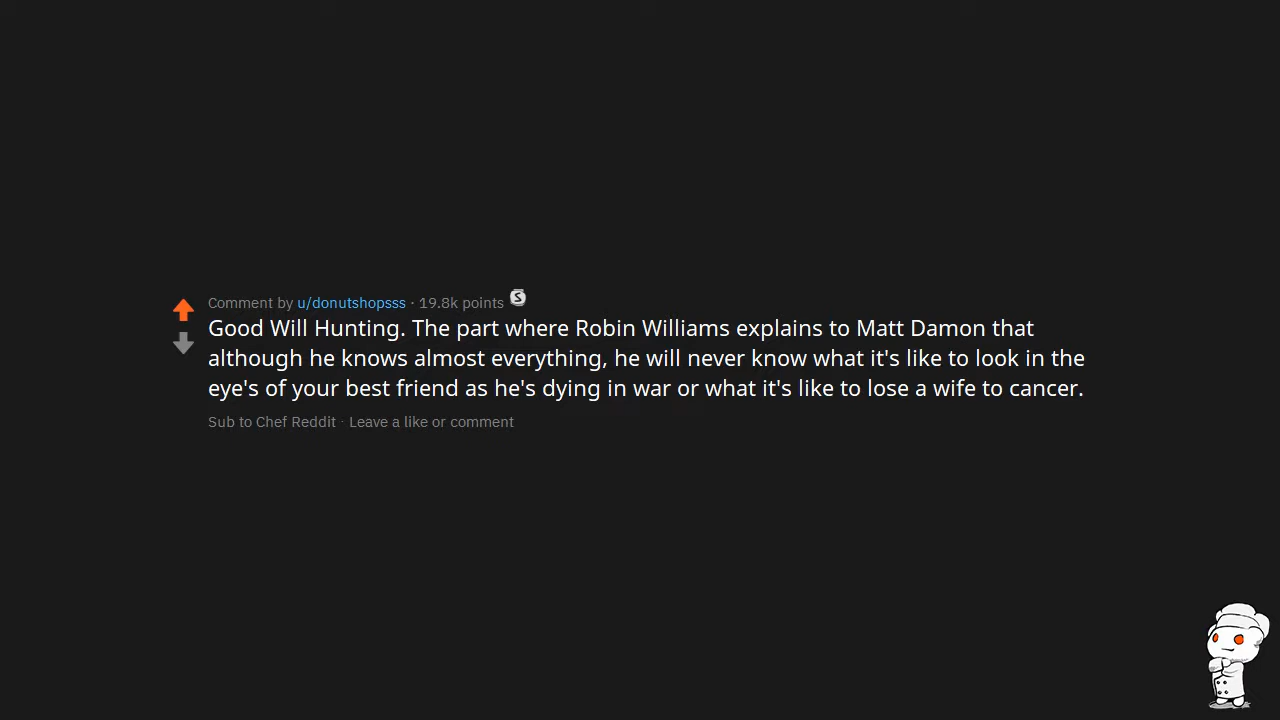 Comment by u/donutshopsss · 19.8k points S
Good Will Hunting. The part where Robin Williams explains to Matt Damon that
although he knows almost everything, he will never know what it's like to look in the
eye's of your best friend as he's dying in war or what it's like to lose a wife to cancer.
Sub to Chef Reddit · Leave a like or comment